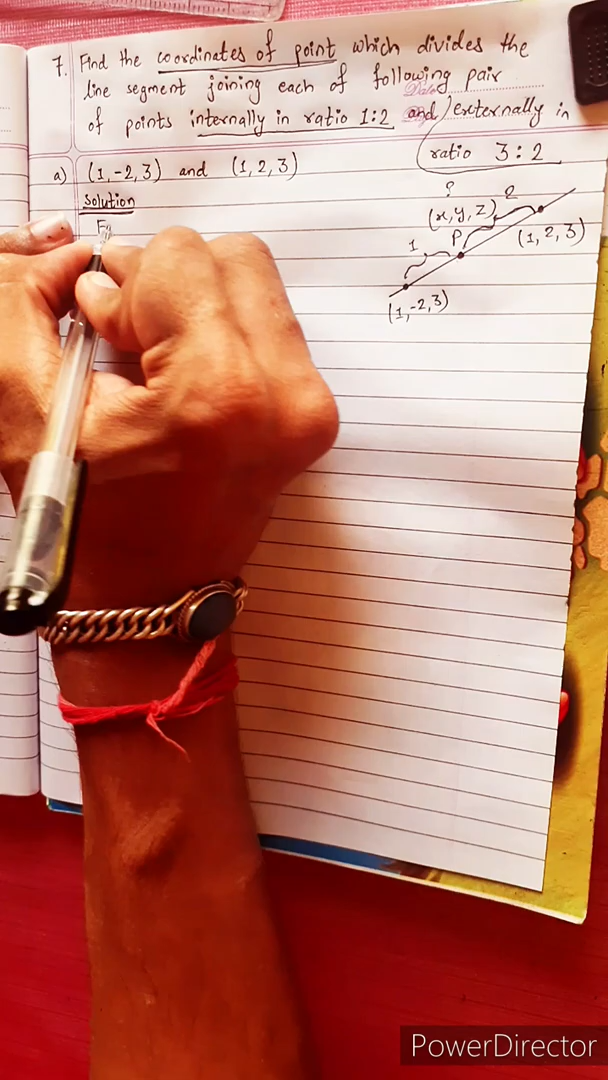 7. Find the coordinates of point which divides the
line segment joining each of following pair
of points internally in ratio 1:2 and) externally in
ratio 3:2
a) (1,-2,3) and (1,2,3)
Solution
?
2
(x,y,z)
1
P
(1,2,3)
(1,-2,3)
PowerDirector